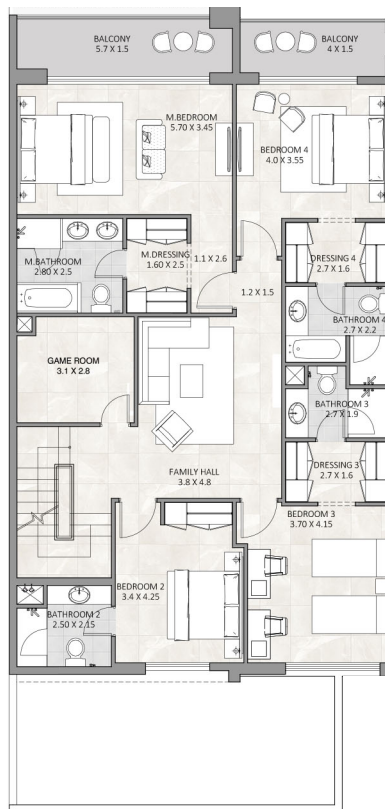 BALCONY
5.7 X 1.5
BALCONY
4 X 1.5
M.BEDROOM
5.70 X 3.45
BEDROOM 4
4.0 X 3.55
M.BATHROOM
2.80 X 2.5
M.DRESSING
1.60 X 2.5
1.1 X 2.6
DRESSING 4
2.7 X 1.6
1.2 X 1.5
BATHROOM 4
2.7 X 2.2
GAME ROOM
3.1 X 2.8
BATHROOM 3
2.7 X 1.9
FAMILY HALL
3.8 X 4.8
DRESSING 3
2.7 X 1.6
BEDROOM 3
3.70 X 4.15
BEDROOM 2
3.4 X 4.25
BATHROOM 2
2.50 X 2.15